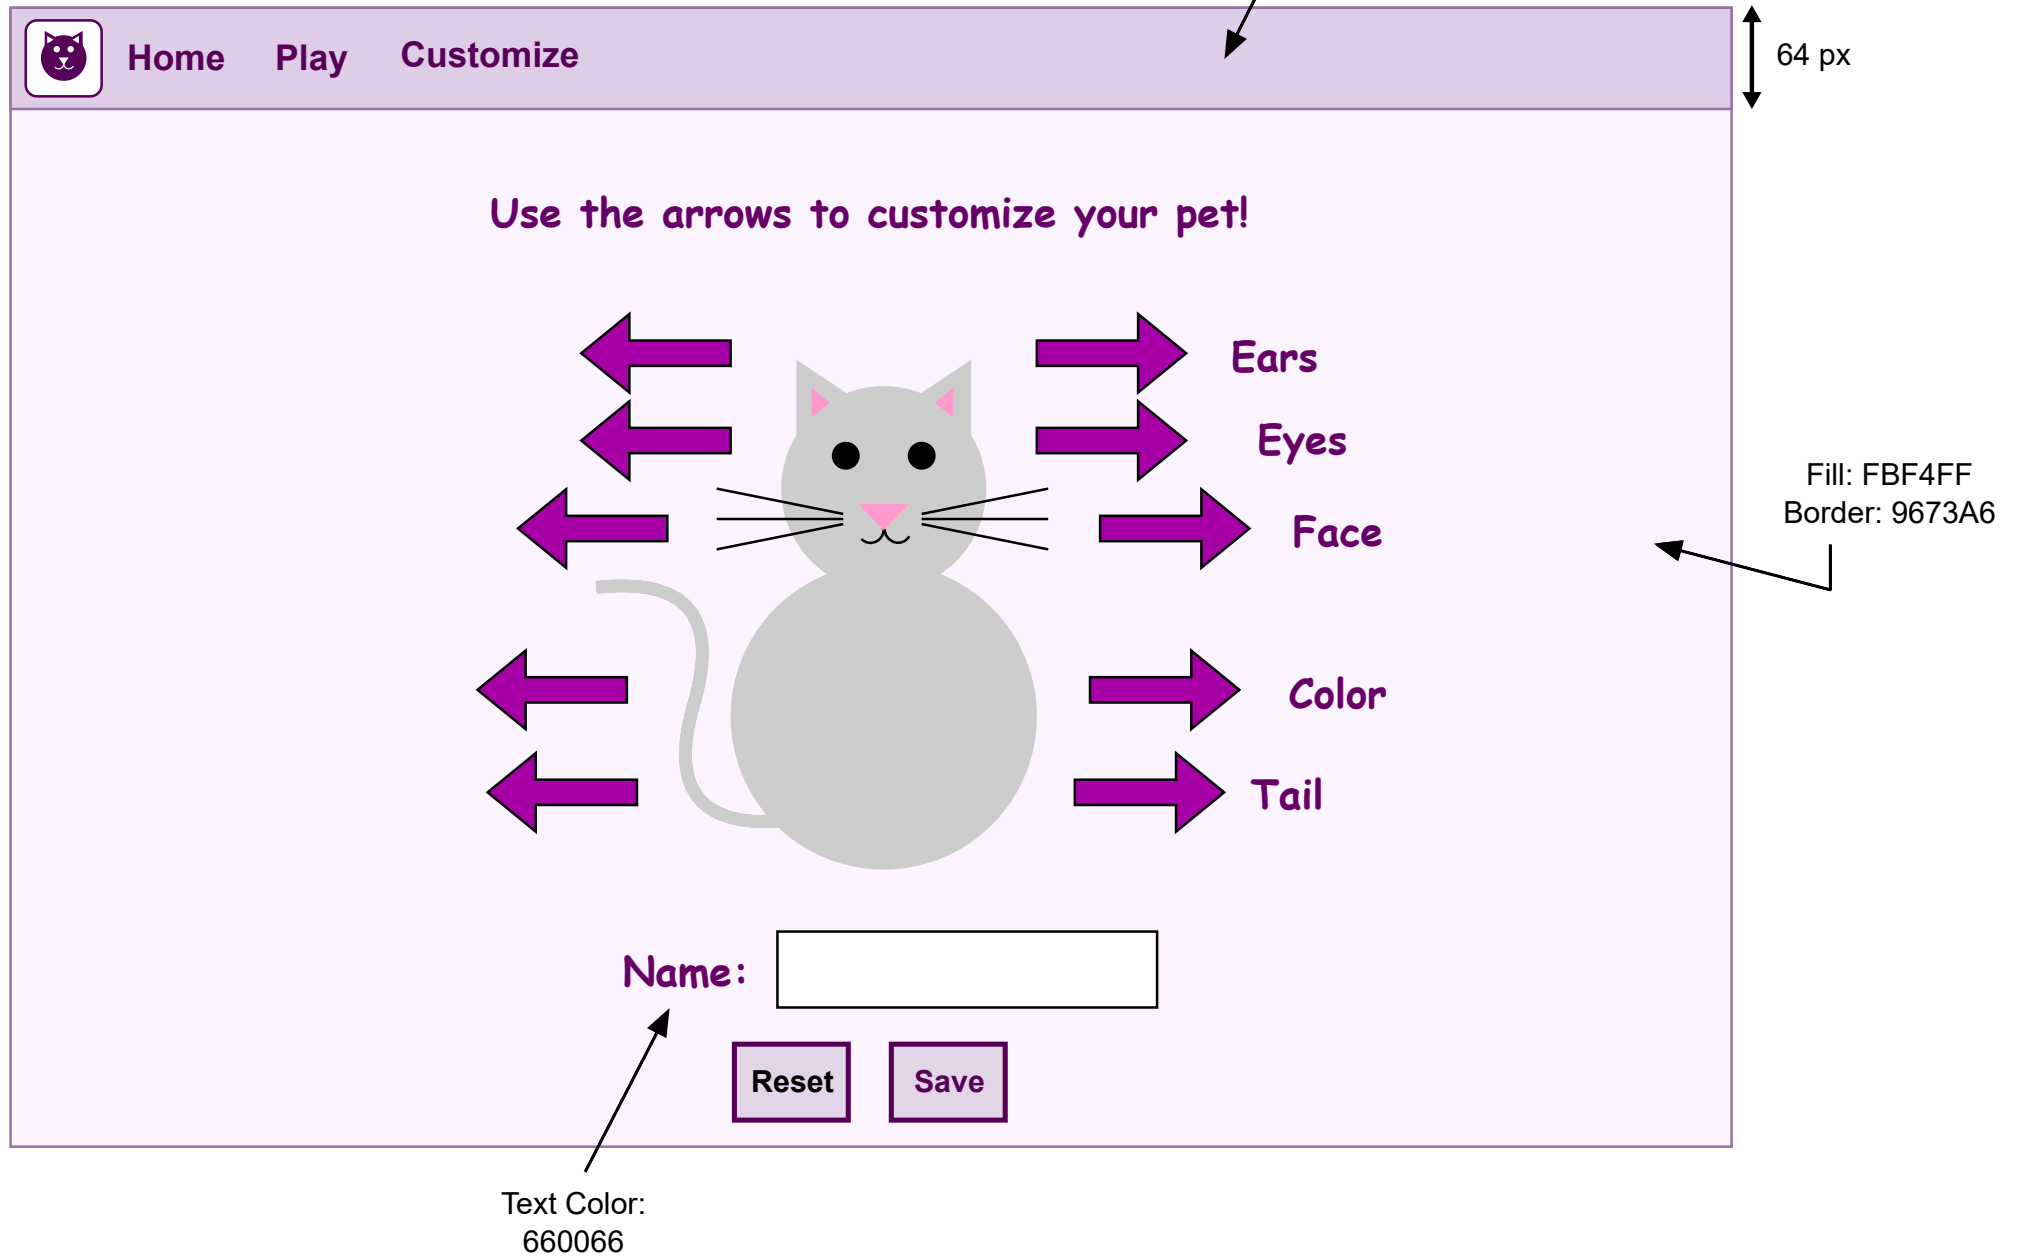 Home Play Customize
64 px
Use the arrows to customize your pet!
Ears
Eyes
Fill: FBF4FF
Border: 9673A6
Face
Color
Tail
Name:
Reset Save
Text Color:
660066